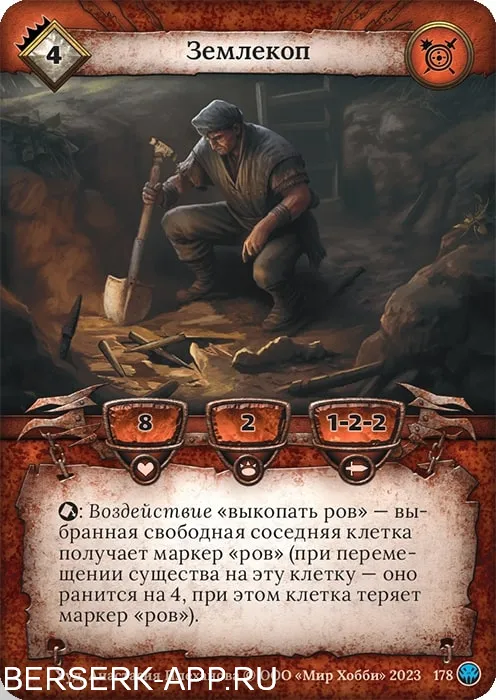 4
Землекоп
8
2
1-2-2
: Воздействие «выкопать ров» — вы-
бранная свободная соседняя клетка
получает маркер «ров» (при переме-
щении существа на эту клетку — оно
ранится на 4, при этом клетка теряет
маркер «ров»).
© ООО «Мир Хобби» 2023 178
BERSERK-APP.RU